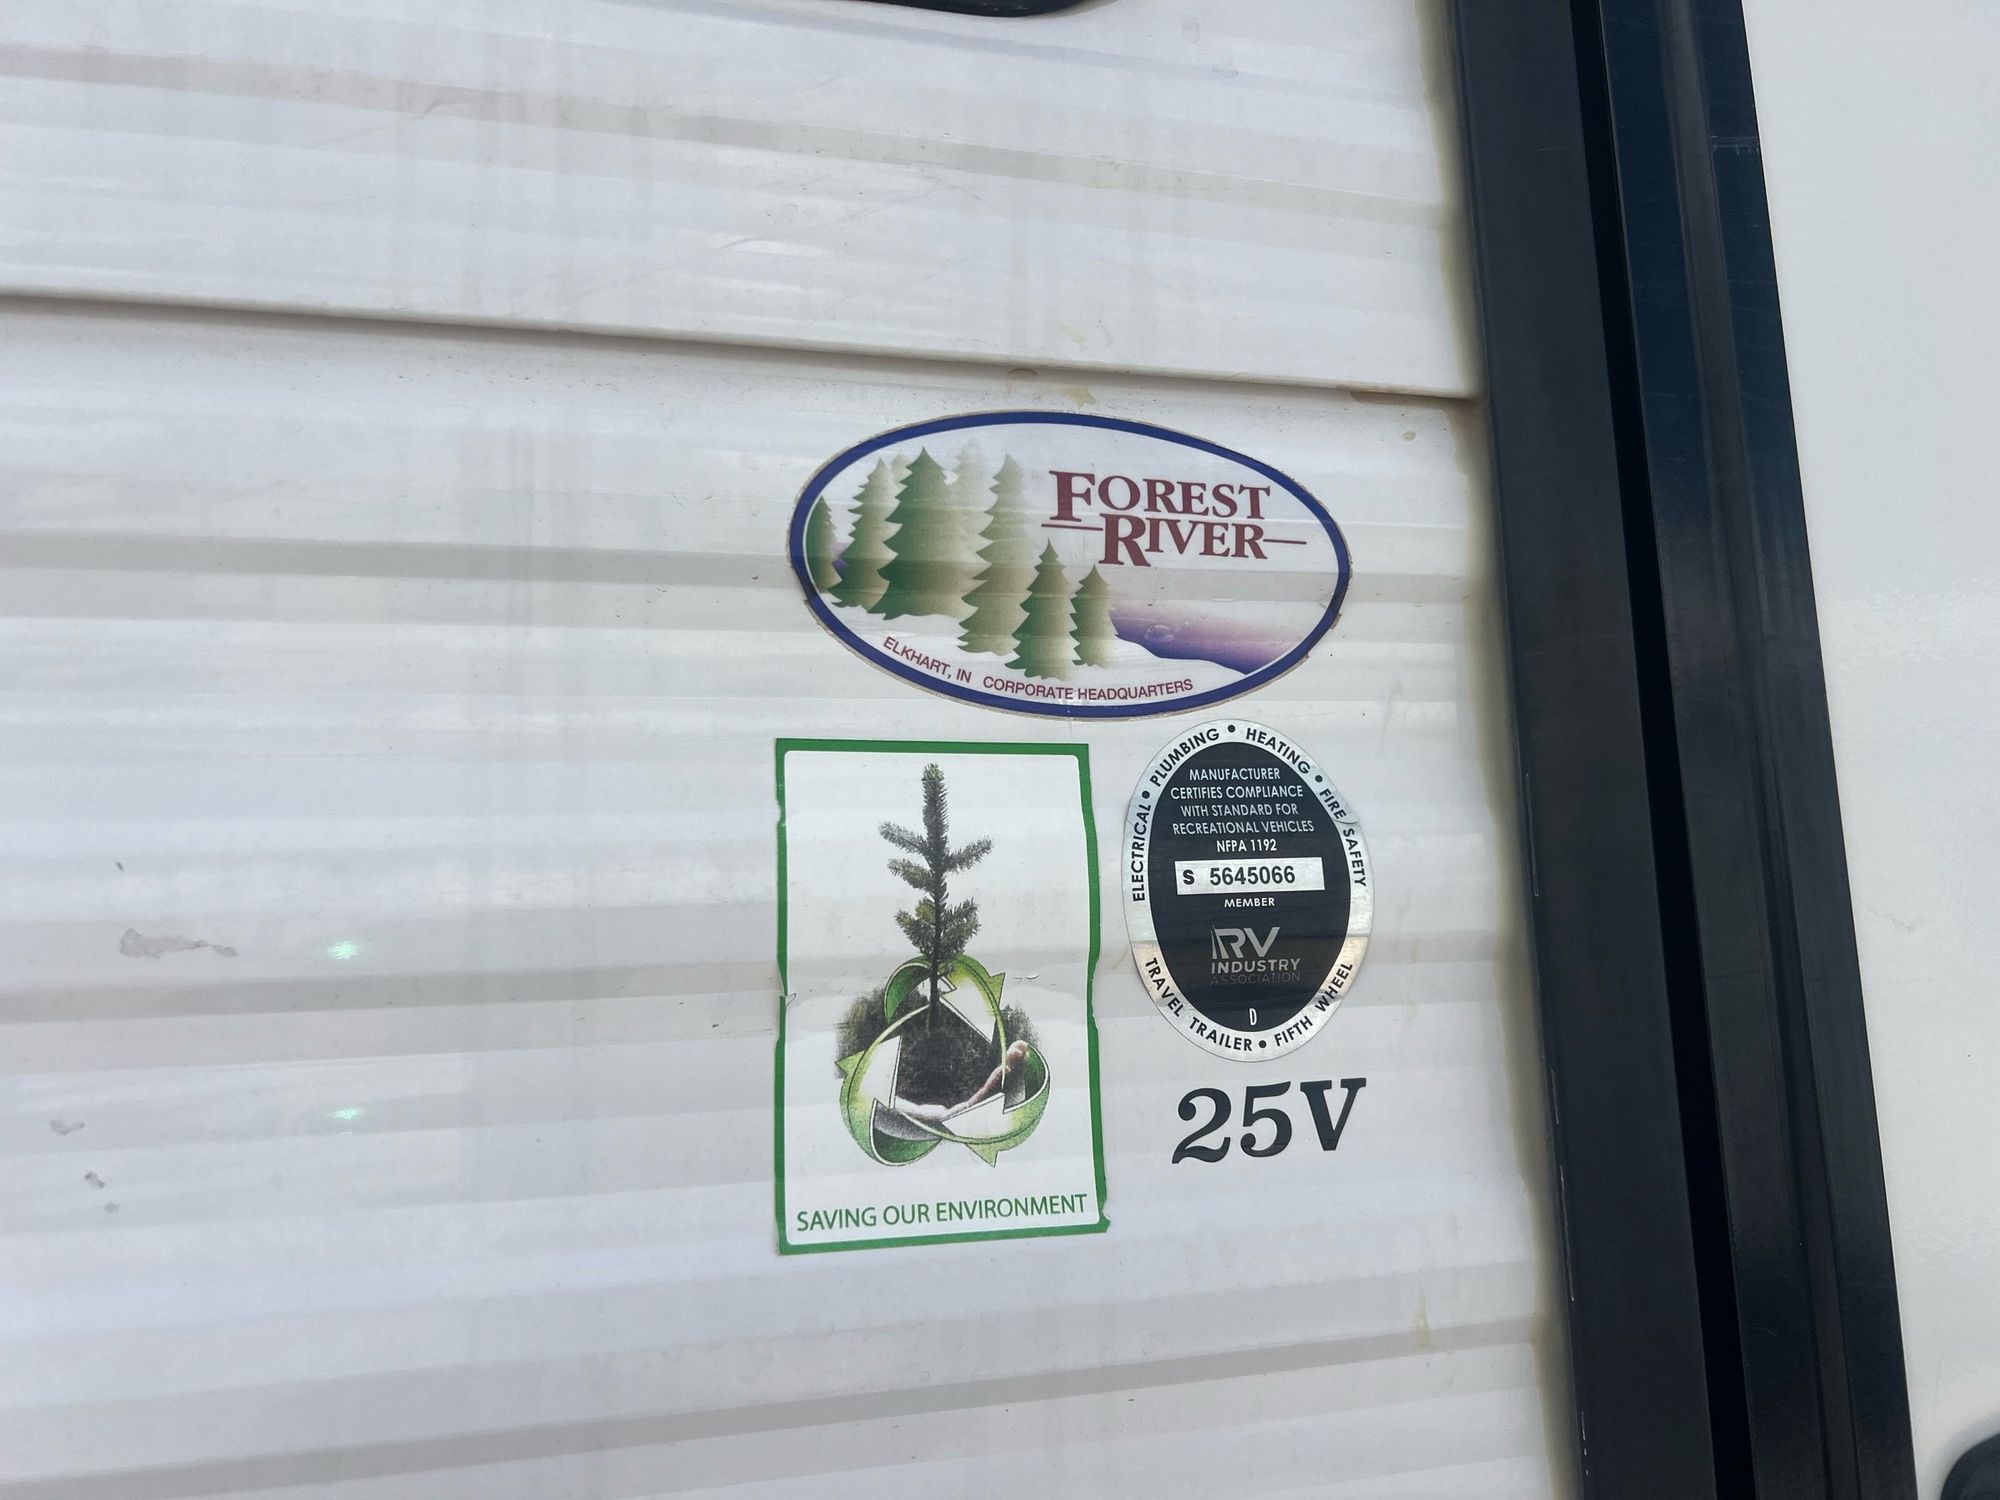 FOREST
RIVER
ELKHART, IN CORPORATE HEADQUARTERS
ELECTRICAL • PLUMBING • HEATING • FIRE SAFETY
MANUFACTURER
CERTIFIES COMPLIANCE
WITH STANDARD FOR
RECREATIONAL VEHICLES
NFPA 1192
S 5645066
MEMBER
RV
INDUSTRY
ASSOCIATION
D
TRAVEL TRAILER • FIFTH WHEEL
25V
SAVING OUR ENVIRONMENT